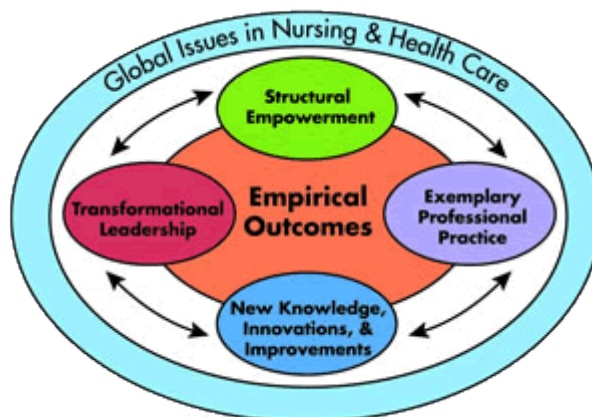 Global Issues in Nursing & Health Care
Structural
Empowerment
Transformational
Leadership
Empirical
Outcomes
Exemplary
Professional
Practice
New Knowledge,
Innovations, &
Improvements